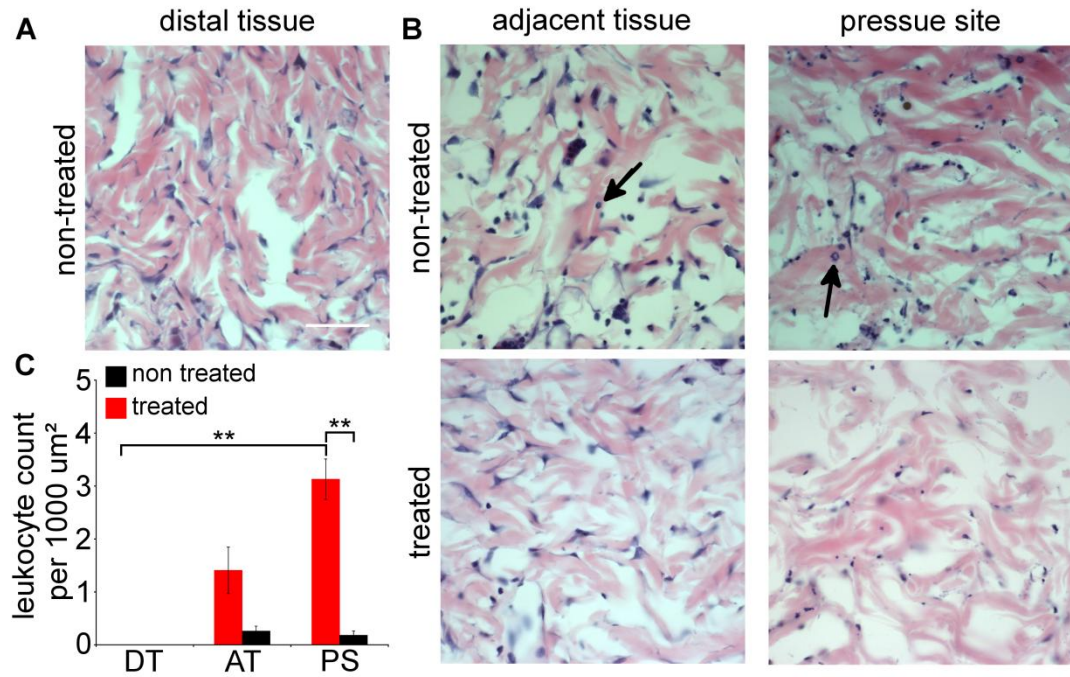 A
distal tissue
B
adjacent tissue
pressue site
non-treated
non-treated
C
non treated
treated
leukocyte count
per 1000 um²
5
4
3
2
1
0
**
**
DT
AT
PS
treated